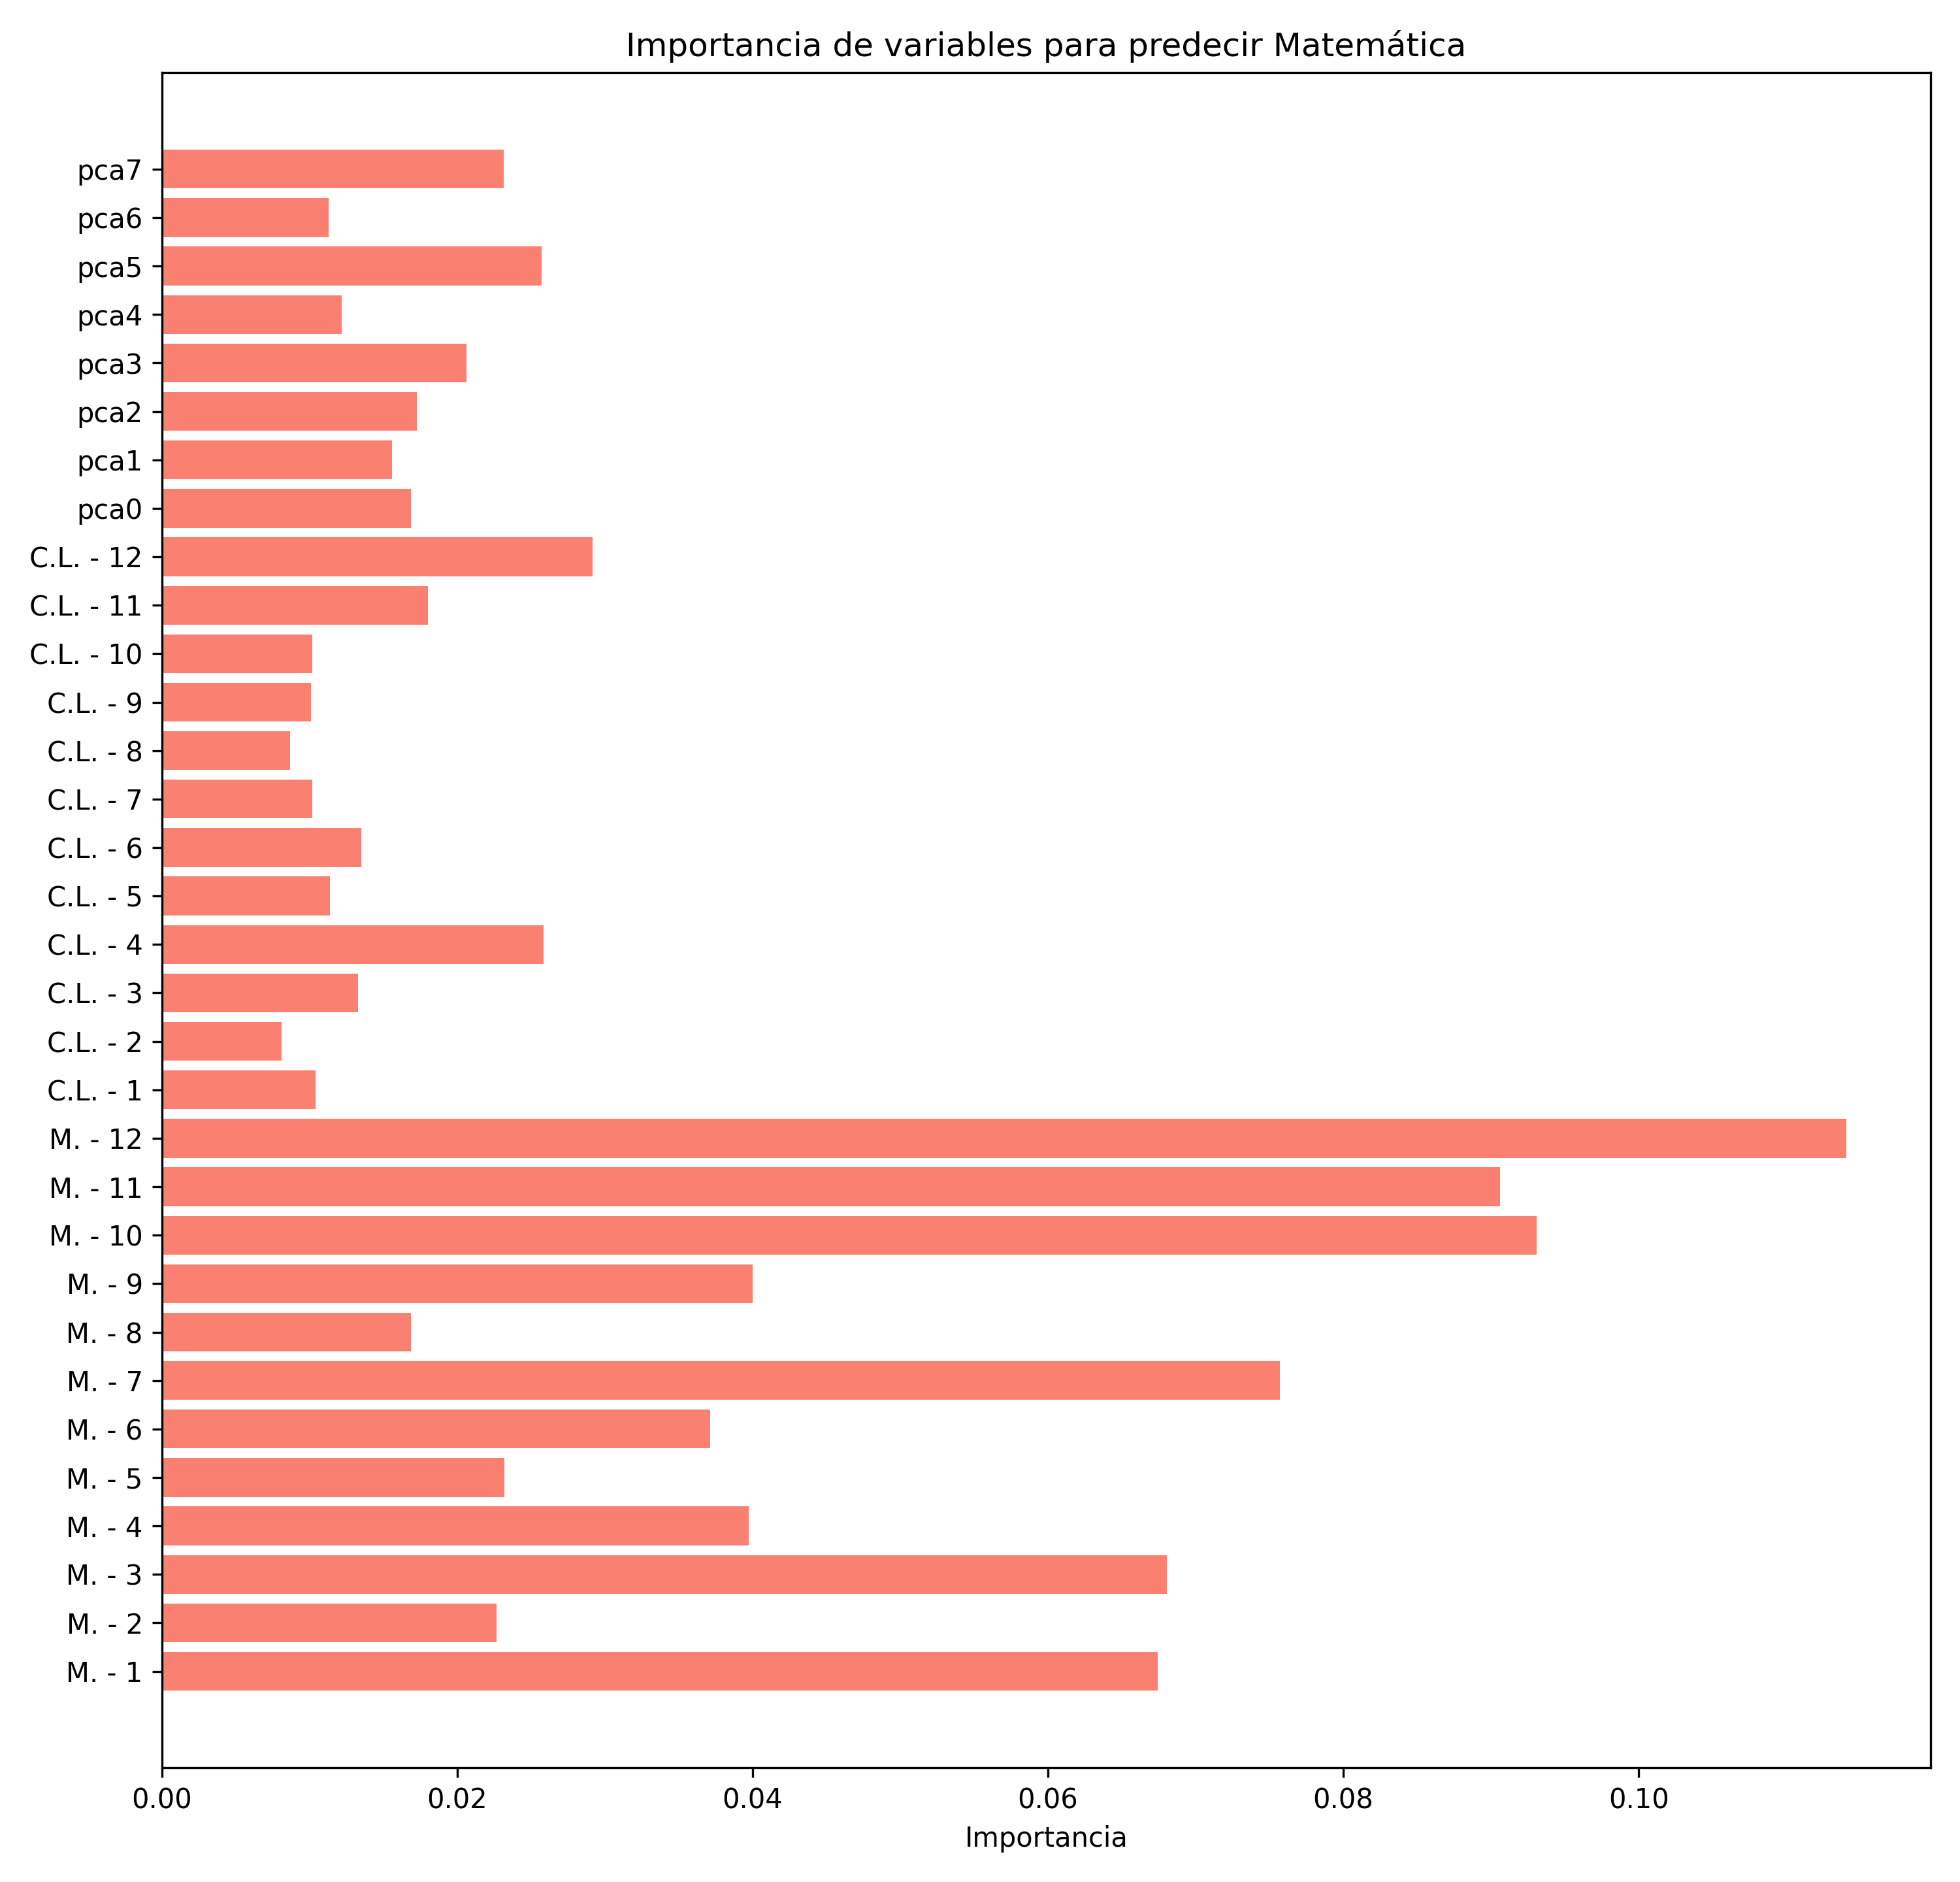 Importancia de variables para predecir Matemática
pca7
pca6
pca5
pca4
pca3
pca2
pca1
pca0
C.L. - 12
C.L. - 11
C.L. - 10
C.L. - 9
C.L. - 8
C.L. - 7
C.L. - 6
C.L. - 5
C.L. - 4
C.L. - 3
C.L. - 2
C.L. - 1
M. - 12
M. - 11
M. - 10
M. - 9
M. - 8
M. - 7
M. - 6
M. - 5
M. - 4
M. - 3
M. - 2
M. - 1
0.00 0.02 0.04 0.06 0.08 0.10
Importancia